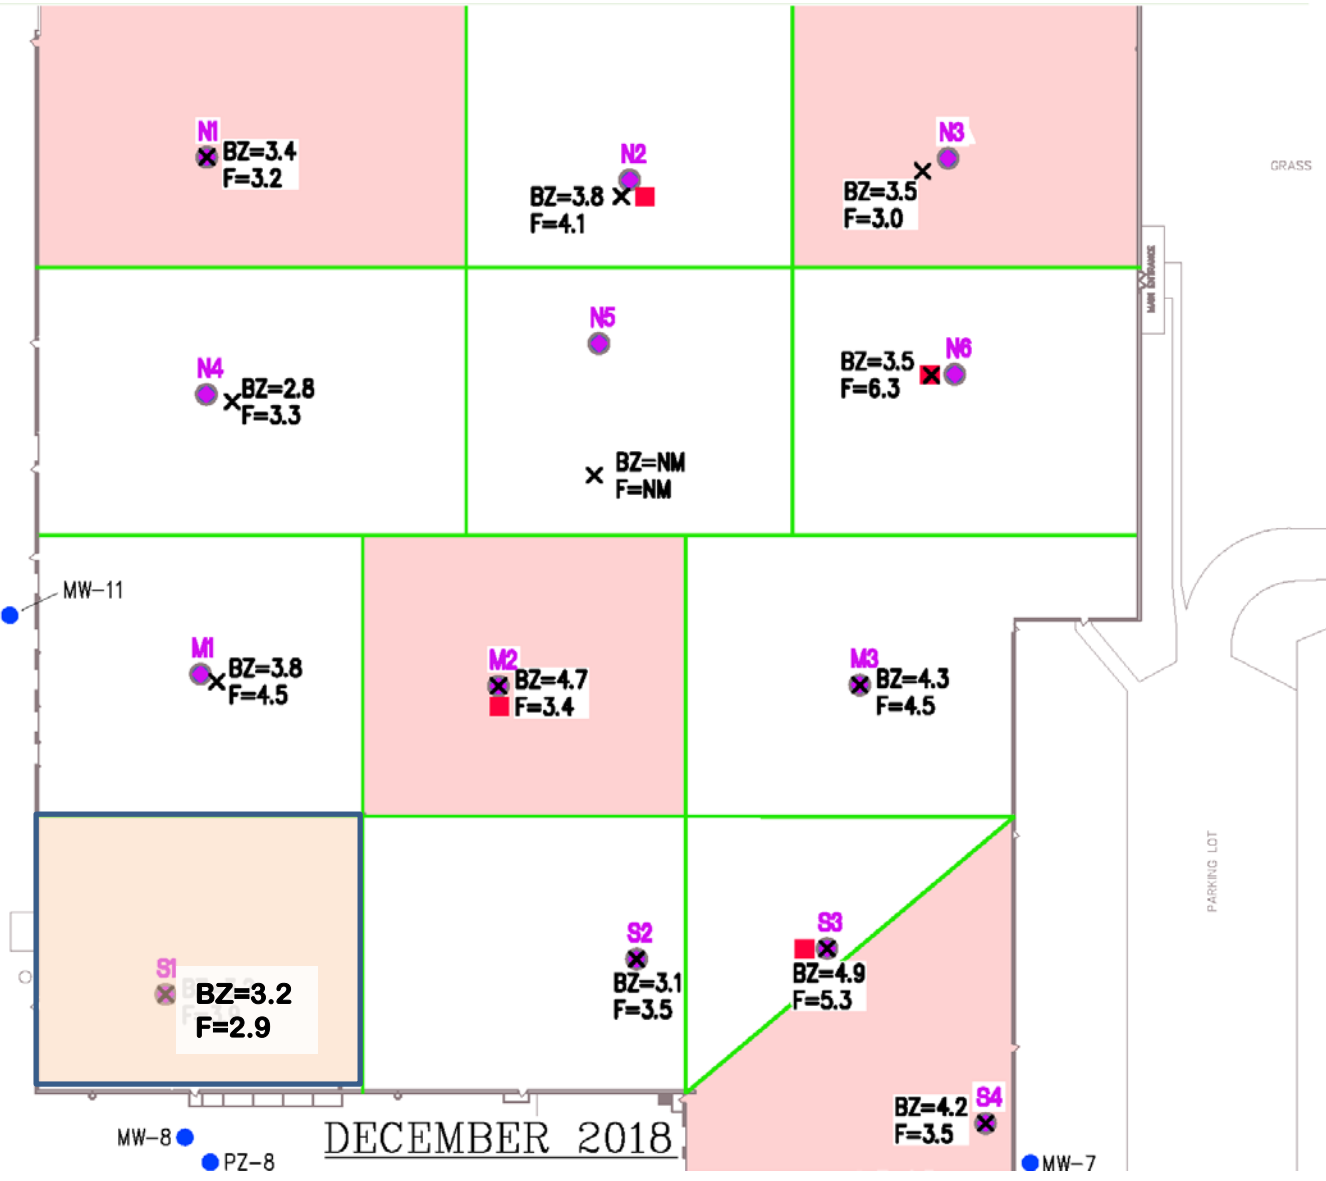 N1
BZ=3.4
F=3.2
N2
BZ=3.8
F=4.1
N3
BZ=3.5
F=3.0
GRASS
MAIN ENTRANCE
N4
BZ=2.8
F=3.3
N5
BZ=NM
F=NM
N6
BZ=3.5
F=6.3
MW-11
M1
BZ=3.8
F=4.5
M2
BZ=4.7
F=3.4
M3
BZ=4.3
F=4.5
PARKING LOT
S1
BZ=3.2
F=2.9
S2
BZ=3.1
F=3.5
S3
BZ=4.9
F=5.3
S4
BZ=4.2
F=3.5
MW-8
PZ-8
DECEMBER 2018
MW-7